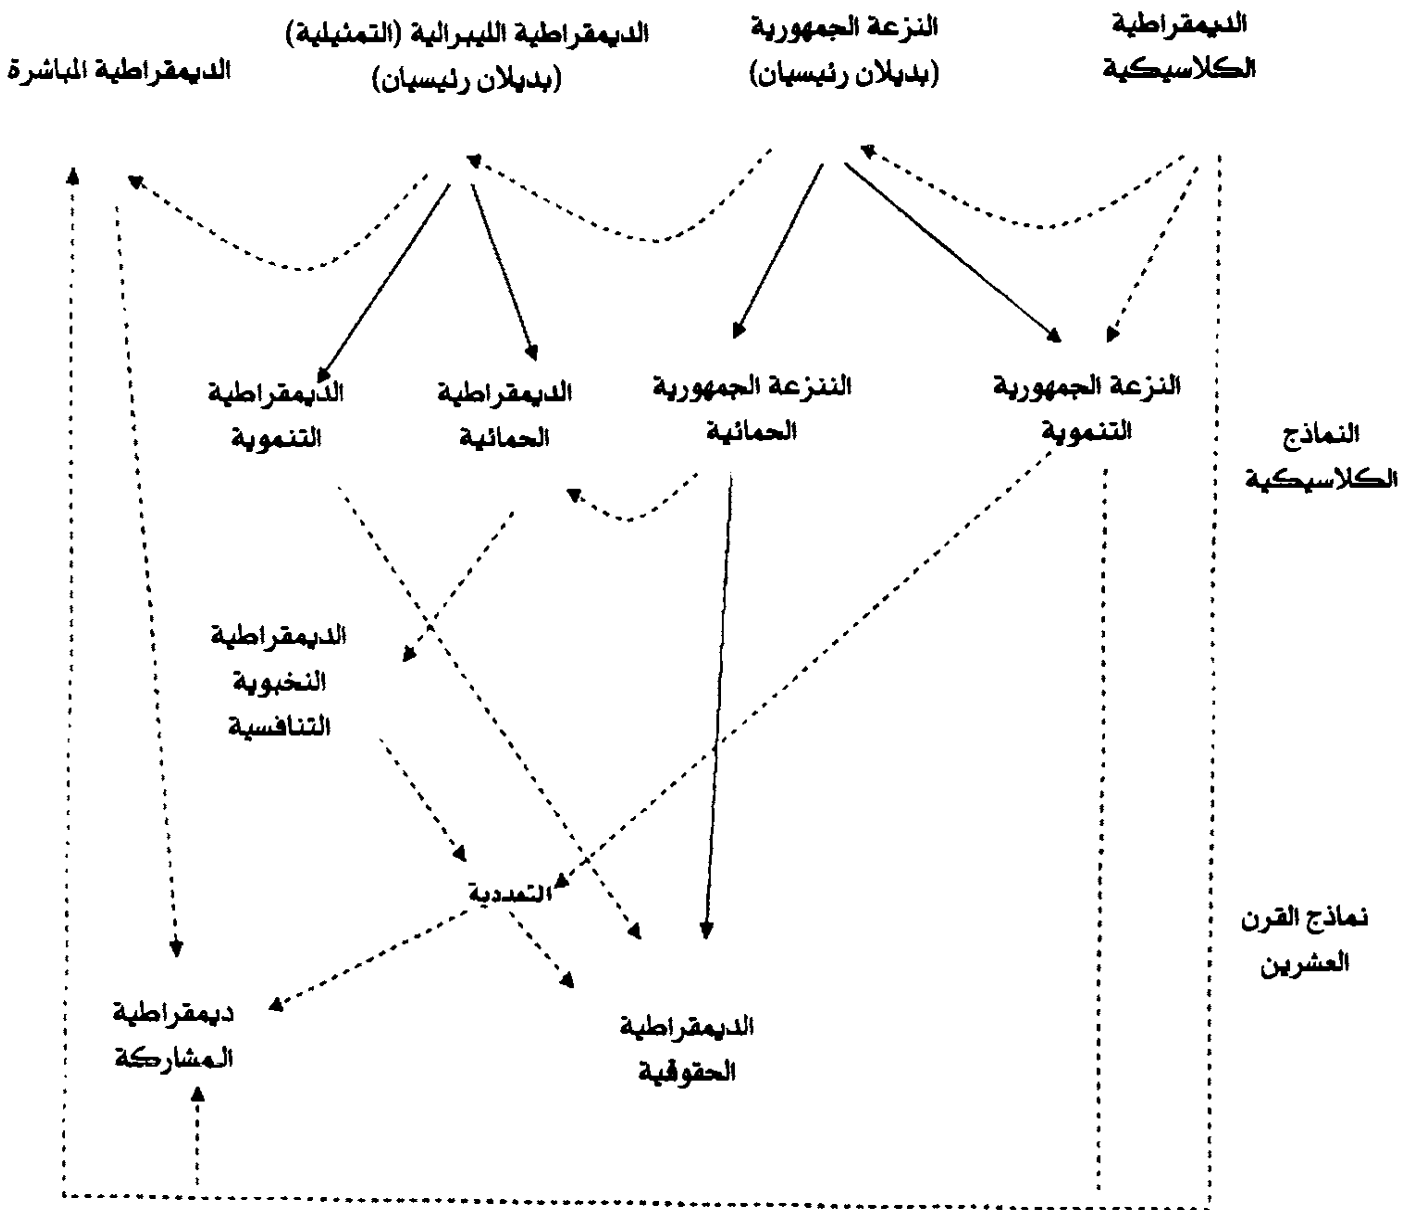 الديمقراطية
الكلاسيكية
النزعة الجمهورية
(بديلان رئيسيان)
الديمقراطية الليبرالية (التمثيلية)
(بديلان رئيسيان)
الديمقراطية المباشرة
النماذج
الكلاسيكية
النزعة الجمهورية
التنموية
الننزعة الجمهورية
الحمائية
الديمقراطية
الحمائية
الديمقراطية
التنموية
الديمقراطية
النخبوية
التنافسية
نماذج القرن
العشرين
التعددية
الديمقراطية
الحقوقية
ديمقراطية
المشاركة